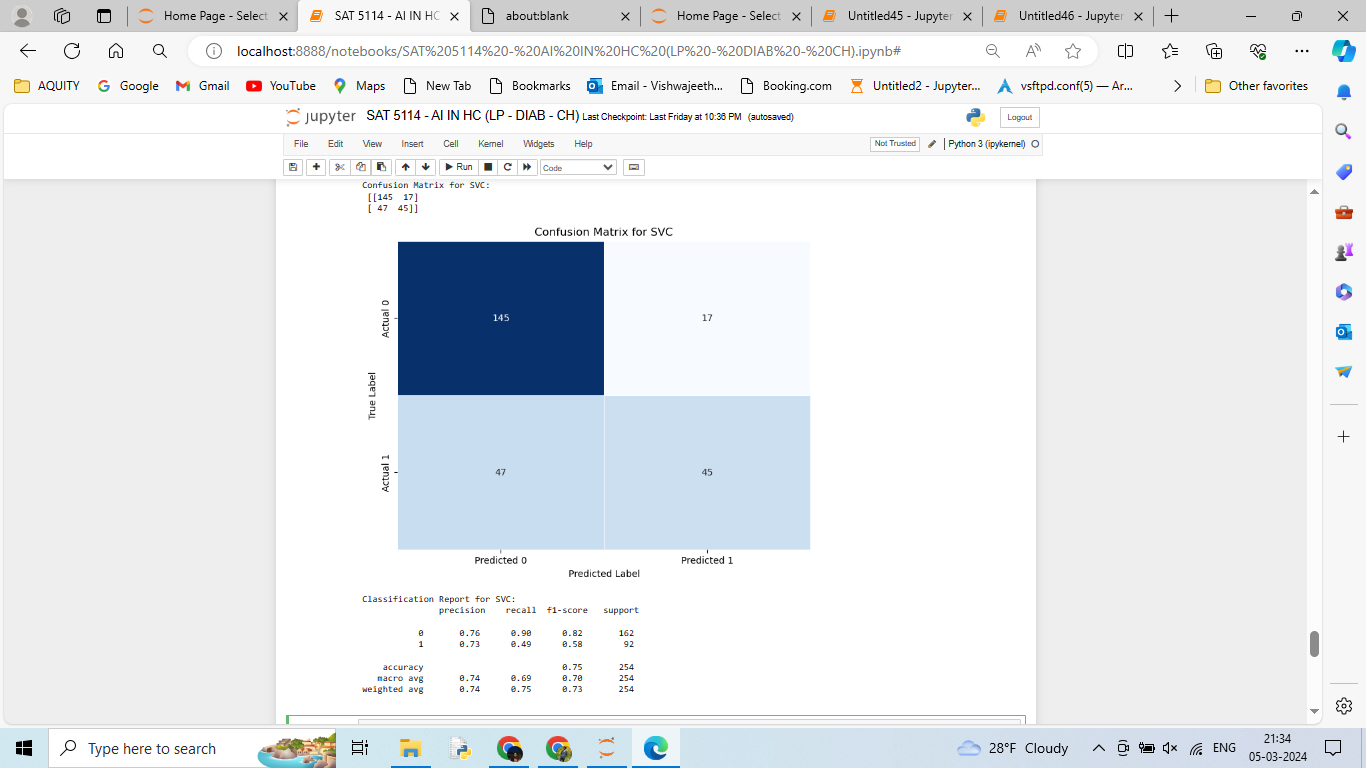 Home Page - Select
SAT 5114 - AI IN HC
about:blank
Home Page - Select
Untitled45 - Jupyter
Untitled46 - Jupyter
localhost:8888/notebooks/SAT%205114%20-%20AI%20IN%20HC%20(LP%20-%20DIAB%20-%20CH).ipynb#
AQUITY
Google
Gmail
YouTube
Maps
New Tab
Bookmarks
Email - Vishwajeeth...
Booking.com
Untitled2 - Jupyter...
vsftpd.conf(5) — Ar...
Other favorites
jupyter SAT 5114 - AI IN HC (LP - DIAB - CH) Last Checkpoint: Last Friday at 10:36 PM (autosaved)
Logout
File Edit View Insert Cell Kernel Widgets Help
Not Trusted
Python 3 (ipykernel)
Run
Code
Confusion Matrix for SVC:
[[145 17]
[ 47 45]]
Confusion Matrix for SVC
Actual 0
145 17
True Label
Actual 1
47 45
Predicted 0 Predicted 1
Predicted Label
Classification Report for SVC:
precision recall f1-score support
0 0.76 0.90 0.82 162
1 0.73 0.49 0.58 92
accuracy 0.75 254
macro avg 0.74 0.69 0.70 254
weighted avg 0.74 0.75 0.73 254
Type here to search
28°F Cloudy
ENG
21:34
05-03-2024